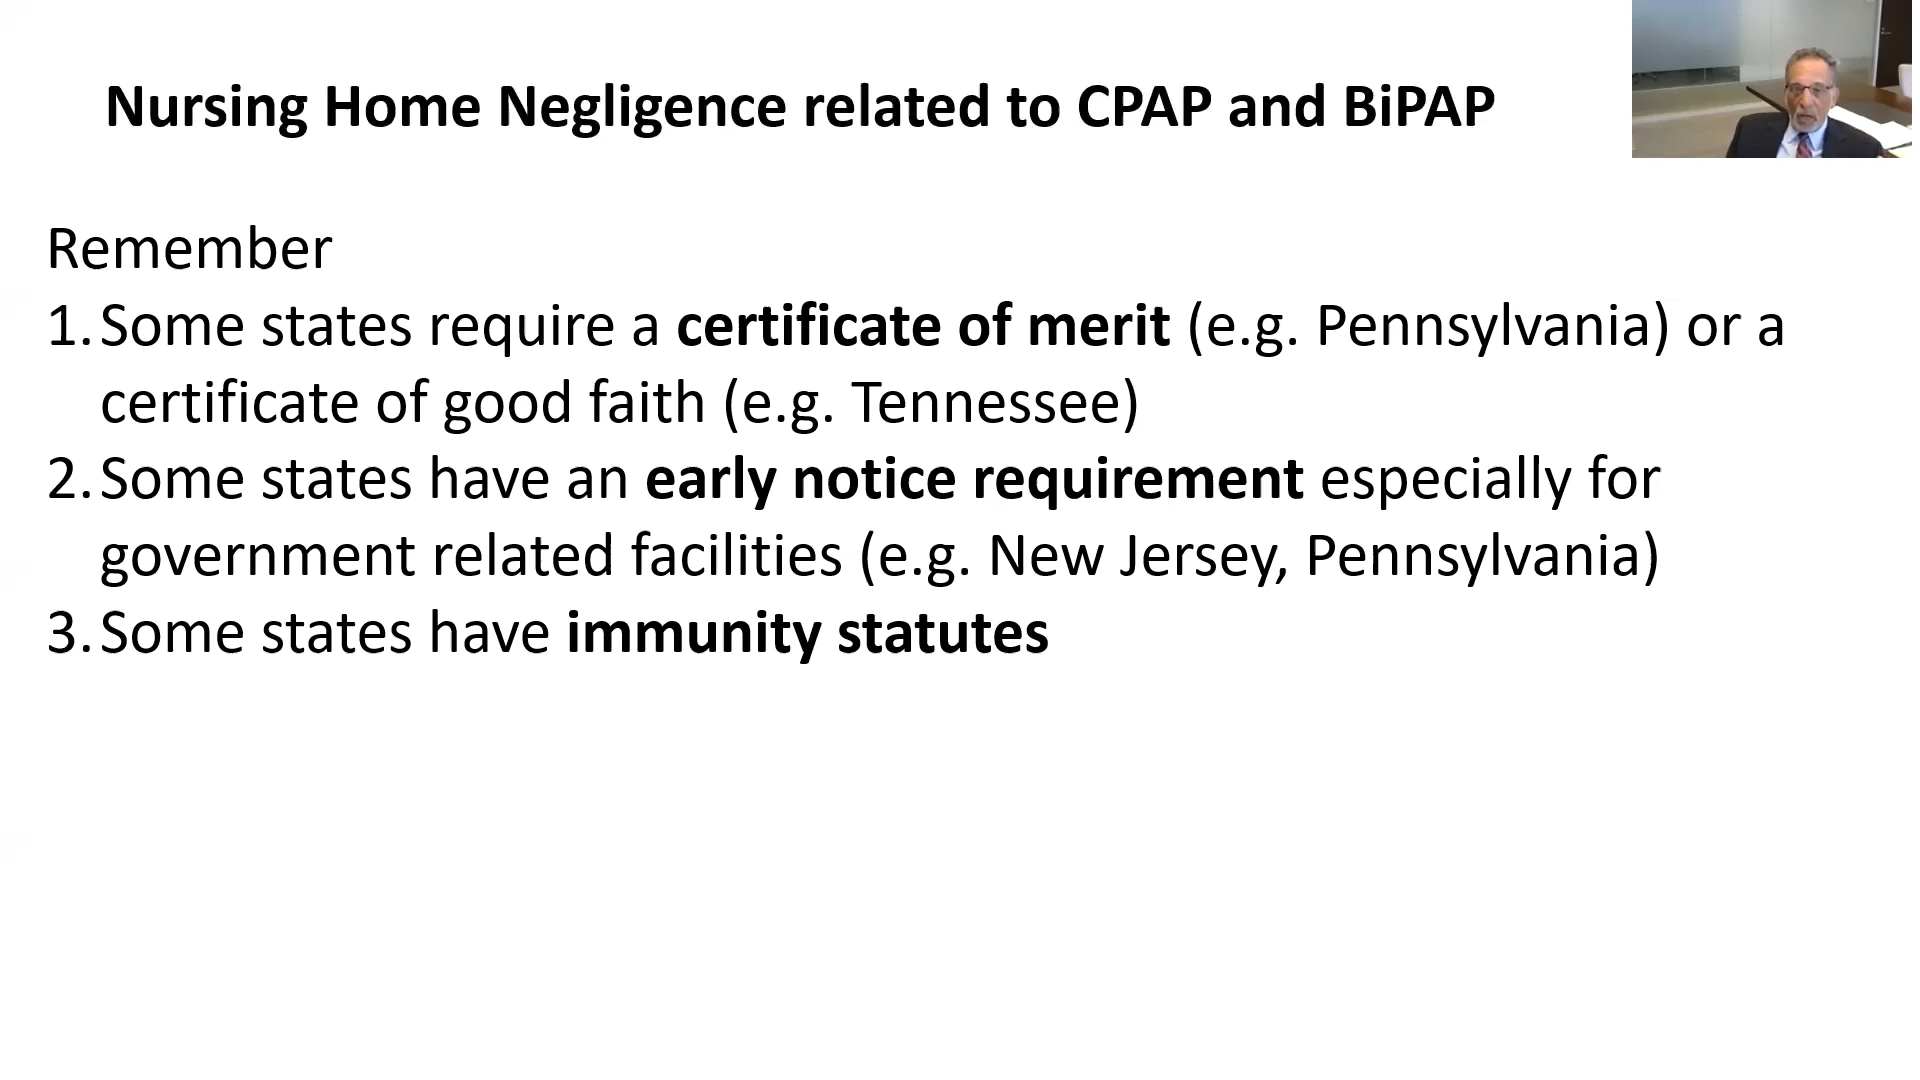 Nursing Home Negligence related to CPAP and BiPAP
Remember
1. Some states require a certificate of merit (e.g. Pennsylvania) or a
certificate of good faith (e.g. Tennessee)
2. Some states have an early notice requirement especially for
government related facilities (e.g. New Jersey, Pennsylvania)
3. Some states have immunity statutes